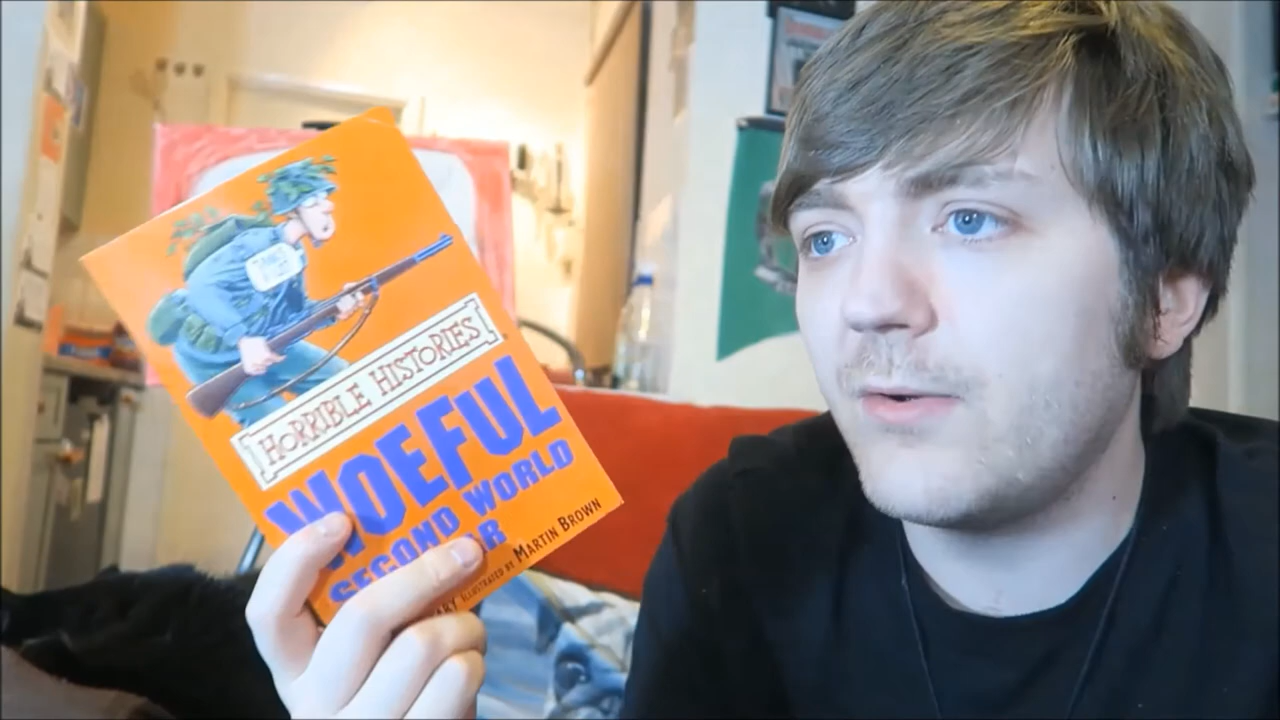 HORRIBLE HISTORIES
WOEFUL
SECOND WORLD
ILLUSTRATED BY MARTIN BROWN